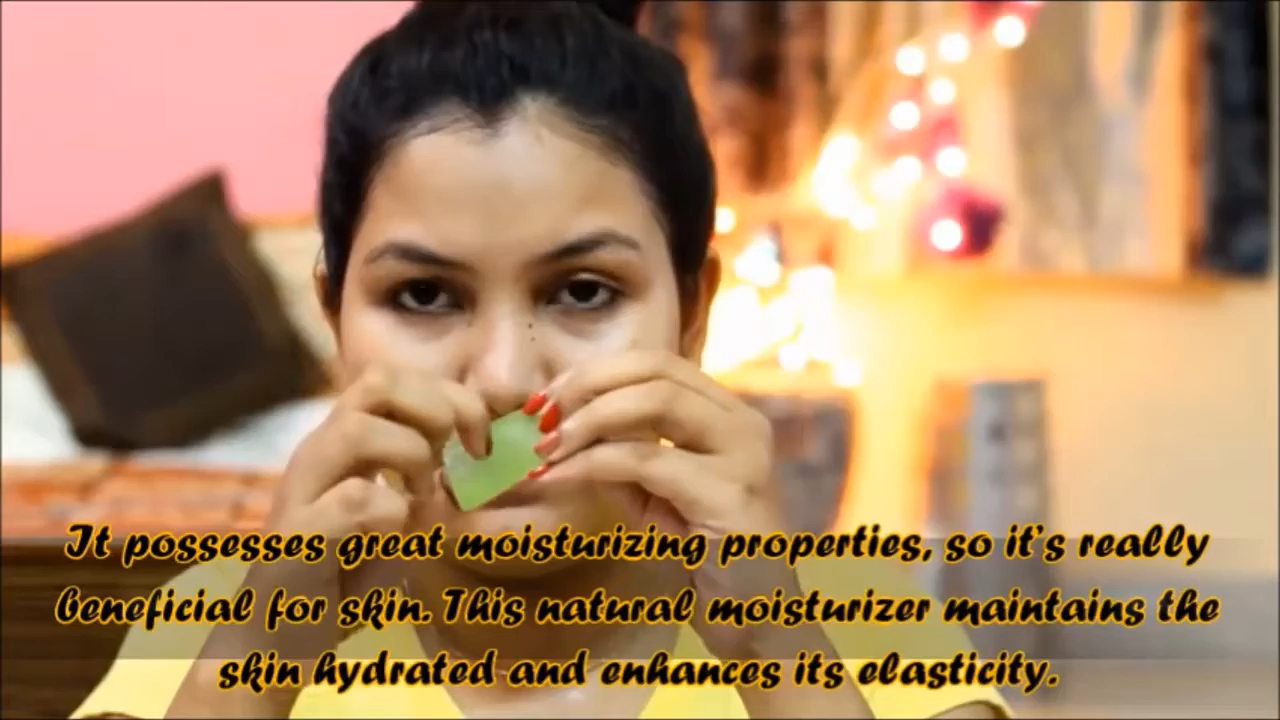 It possesses great moisturizing properties, so it's really
beneficial for skin. This natural moisturizer maintains the
skin hydrated and enhances its elasticity.